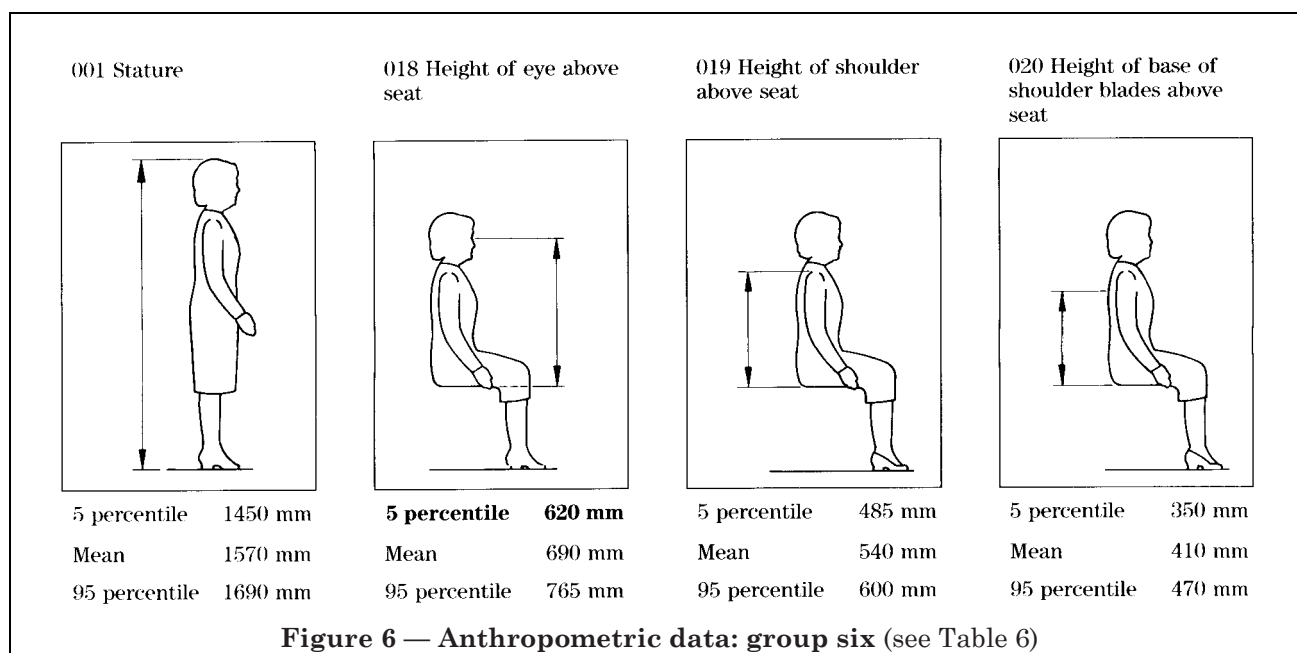 001 Stature
018 Height of eye above
seat
019 Height of shoulder
above seat
020 Height of base of
shoulder blades above
seat
5 percentile 1450 mm
Mean 1570 mm
95 percentile 1690 mm
5 percentile 620 mm
Mean 690 mm
95 percentile 765 mm
5 percentile 485 mm
Mean 540 mm
95 percentile 600 mm
5 percentile 350 mm
Mean 410 mm
95 percentile 470 mm
Figure 6 — Anthropometric data: group six (see Table 6)